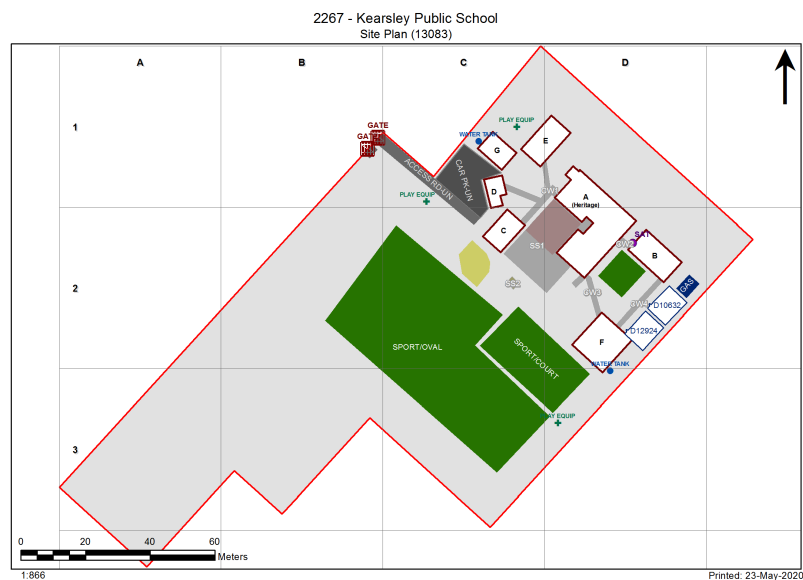 2267 - Kearsley Public School
Site Plan (13083)
A
B
C
D
1
GATE
GATE
PLAY EQUIP
WATER TANK
E
G
ACCESS RD-UN
CAR PK-UN
D
CW1
A
(Heritage)
PLAY EQUIP
C
SS1
SA1
CW2
B
2
SS2
CW3
GAS
CW4
D10632
D12924
F
SPORT/OVAL
SPORT/COURT
WATER TANK
PLAY EQUIP
3
0 20 40 60
Meters
1:866
Printed: 23-May-2020